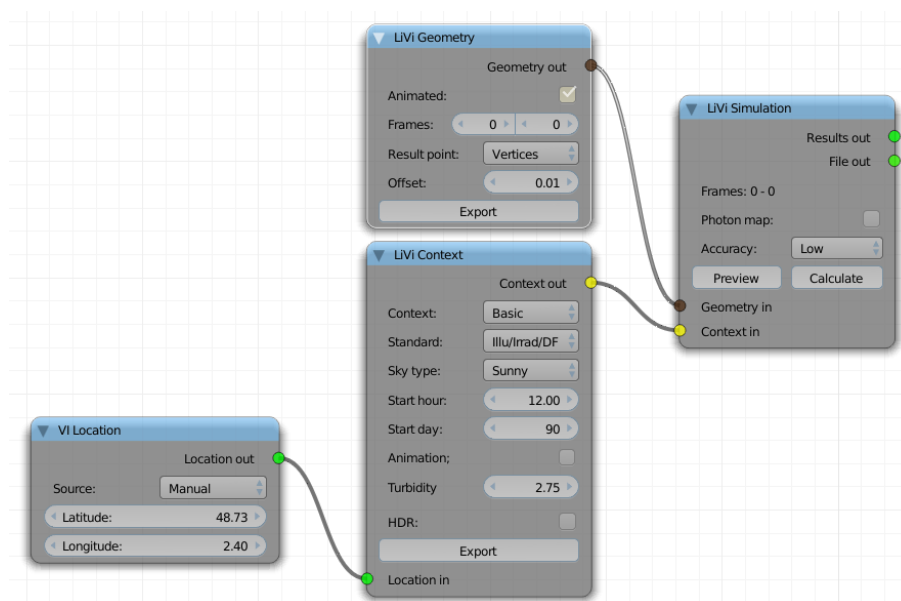 LiVi Geometry
Geometry out
Animated:
Frames: 0 0
Result point: Vertices
Offset: 0.01
Export
LiVi Simulation
Results out
File out
Frames: 0 - 0
Photon map:
Accuracy: Low
Preview Calculate
Geometry in
Context in
LiVi Context
Context out
Context: Basic
Standard: Illu/Irrad/DF
Sky type: Sunny
Start hour: 12.00
Start day: 90
Animation;
Turbidity 2.75
HDR:
Export
Location in
VI Location
Location out
Source: Manual
Latitude: 48.73
Longitude: 2.40